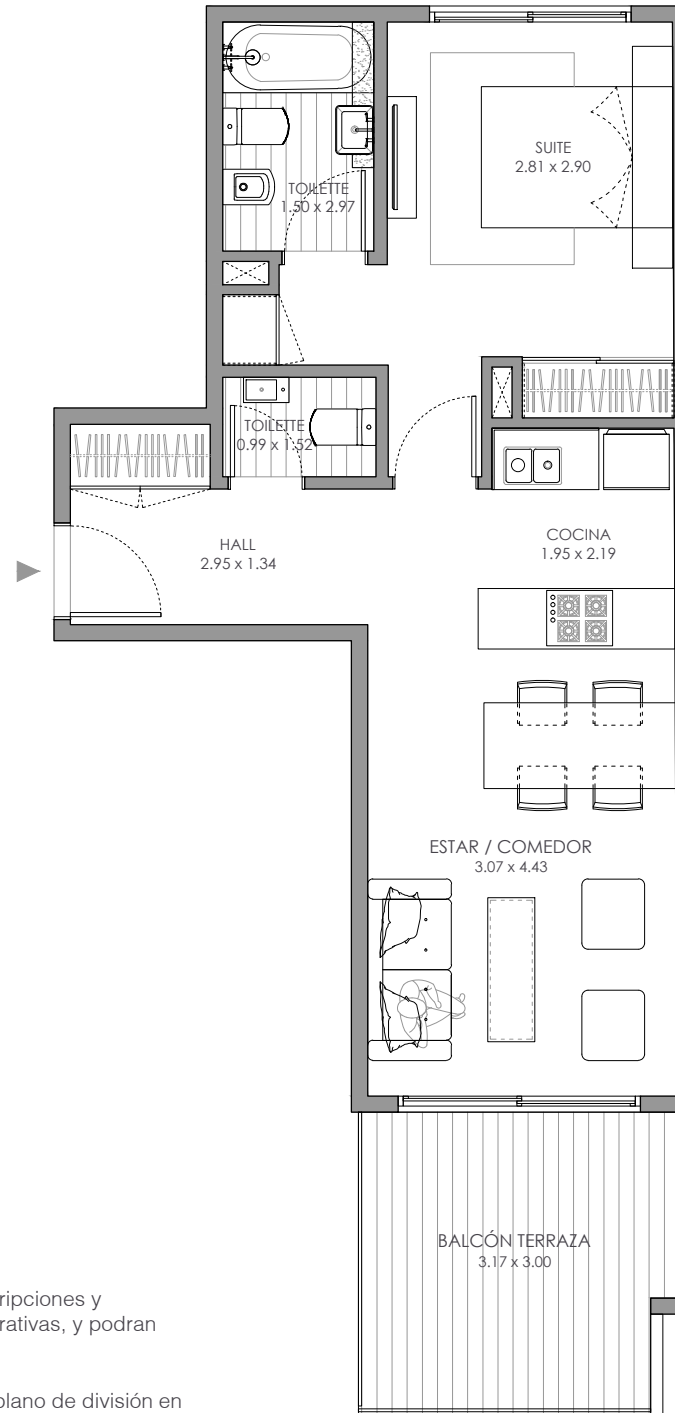 SUITE
2.81 x 2.90
TOILETTE
1.50 x 2.97
TOILETTE
0.99 x 1.52
HALL
2.95 x 1.34
COCINA
1.95 x 2.19
ESTAR / COMEDOR
3.07 x 4.43
BALCÓN TERRAZA
3.17 x 3.00
ripciones y
rativas, y podran
plano de división en